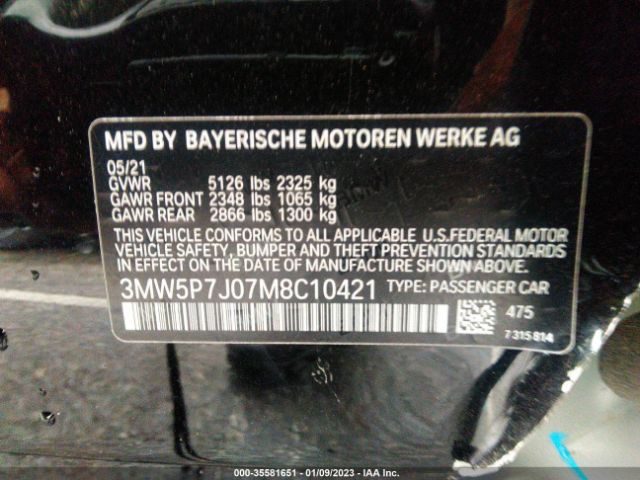 MFD BY BAYERISCHE MOTOREN WERKE AG
05/21
GVWR 5126 lbs 2325 kg
GAWR FRONT 2348 lbs 1065 kg
GAWR REAR 2866 lbs 1300 kg
THIS VEHICLE CONFORMS TO ALL APPLICABLE U.S.FEDERAL MOTOR
VEHICLE SAFETY, BUMPER AND THEFT PREVENTION STANDARDS
IN EFFECT ON THE DATE OF MANUFACTURE SHOWN ABOVE.
3MW5P7J07M8C10421 TYPE: PASSENGER CAR
475
7315814
000-35581651 | 01/09/2023 | IAA Inc.